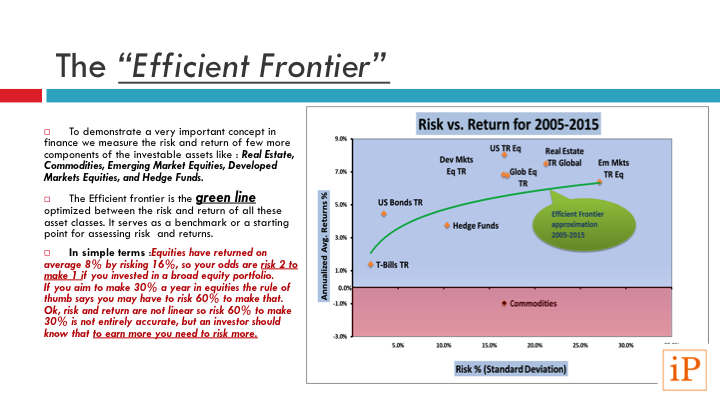 The “Efficient Frontier”
To demonstrate a very important concept in
finance we measure the risk and return of few more
components of the investable assets like : Real Estate,
Commodities, Emerging Market Equities, Developed
Markets Equities, and Hedge Funds.
The Efficient frontier is the green line
optimized between the risk and return of all these
asset classes. It serves as a benchmark or a starting
point for assessing risk and returns.
In simple terms :Equities have returned on
average 8% by risking 16%, so your odds are risk 2 to
make 1 if you invested in a broad equity portfolio.
If you aim to make 30% a year in equities the rule of
thumb says you may have to risk 60% to make that.
Ok, risk and return are not linear so risk 60% to make
30% is not entirely accurate, but an investor should
know that to earn more you need to risk more.
Risk vs. Return for 2005-2015
Annualized Avg. Returns %
9.0%
7.0%
5.0%
3.0%
1.0%
0.0%
-1.0%
-3.0%
US Bonds TR
T-Bills TR
Dev Mkts
Eq TR
Hedge Funds
US TR Eq
Glob Eq
TR
Real Estate
TR Global
Em Mkts
TR Eq
Efficient Frontier
approximation
2005-2015
Commodities
5.0%
10.0%
15.0%
20.0%
25.0%
30.0%
Risk % (Standard Deviation)
iP